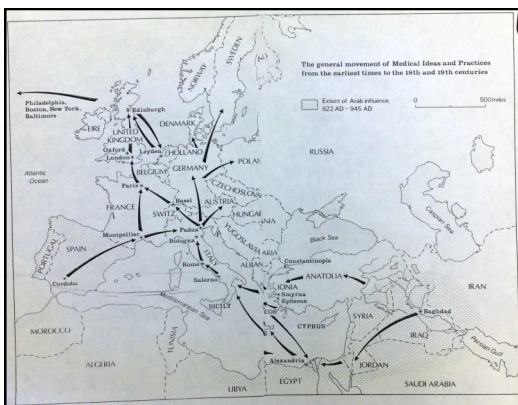 The general movement of Medical Ideas and Practices
from the earliest times to the 18th and 19th centuries
Extent of Arab influence,
622 AD – 945 AD
0
500miles
Philadelphia,
Boston, New York,
Baltimore
NORWAY
SWEDEN
Edinburgh
EIRE
UNITED
KINGDOM
DENMARK
Oxford
London
Leyden
HOLLAND
BELGIUM
GERMANY
RUSSIA
Atlantic
Ocean
Paris
FRANCE
Basel
SWITZ
AUSTRIA
Montpellier
Padua
Bologna
ITALY
YUGOSLAVIA
PORTUGAL
SPAIN
Cordoba
Rome
Salerno
SICILY
Mediterranean Sea
Black Sea
Caspian Sea
Constantinople
ANATOLIA
IONIA
Smyrna
Ephesus
COS
CYPRUS
SYRIA
Baghdad
IRAQ
IRAN
Persian Gulf
MOROCCO
ALGERIA
TUNISIA
LIBYA
Alexandria
EGYPT
JORDAN
SAUDI ARABIA